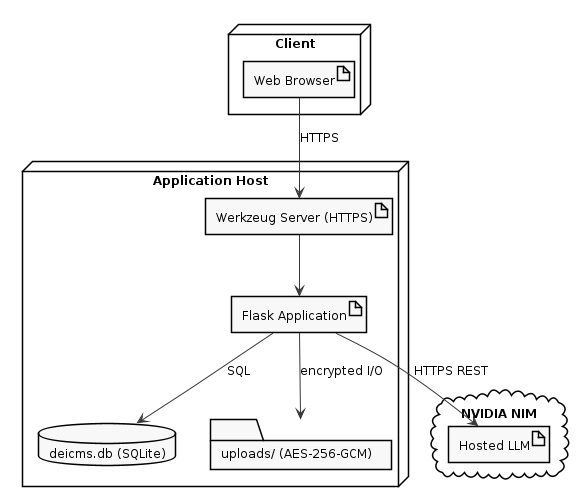 Client
Web Browser
HTTPS
Application Host
Werkzeug Server (HTTPS)
Flask Application
SQL
encrypted I/O
HTTPS REST
NVIDIA NIM
deicms.db (SQLite)
uploads/ (AES-256-GCM)
Hosted LLM